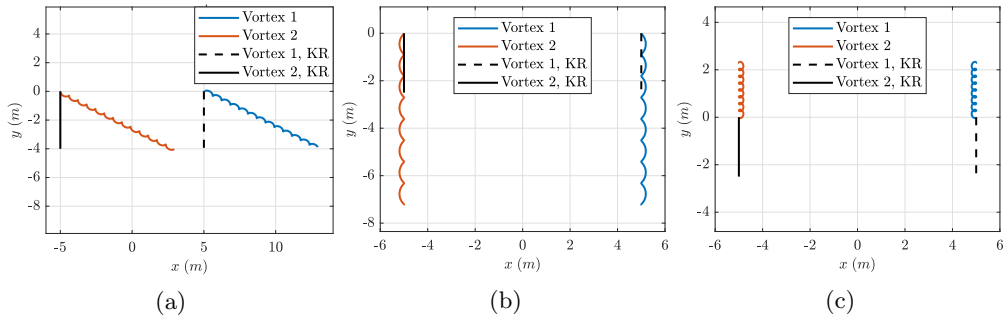 Vortex 1
Vortex 2
Vortex 1, KR
Vortex 2, KR
4
2
0
-2
-4
-6
-8
y (m)
-5 0 5 10
x (m)
(a)
Vortex 1
Vortex 2
Vortex 1, KR
Vortex 2, KR
0
-2
-4
-6
-8
y (m)
-6 -4 -2 0 2 4 6
x (m)
(b)
Vortex 1
Vortex 2
Vortex 1, KR
Vortex 2, KR
4
2
0
-2
-4
y (m)
-6 -4 -2 0 2 4 6
x (m)
(c)